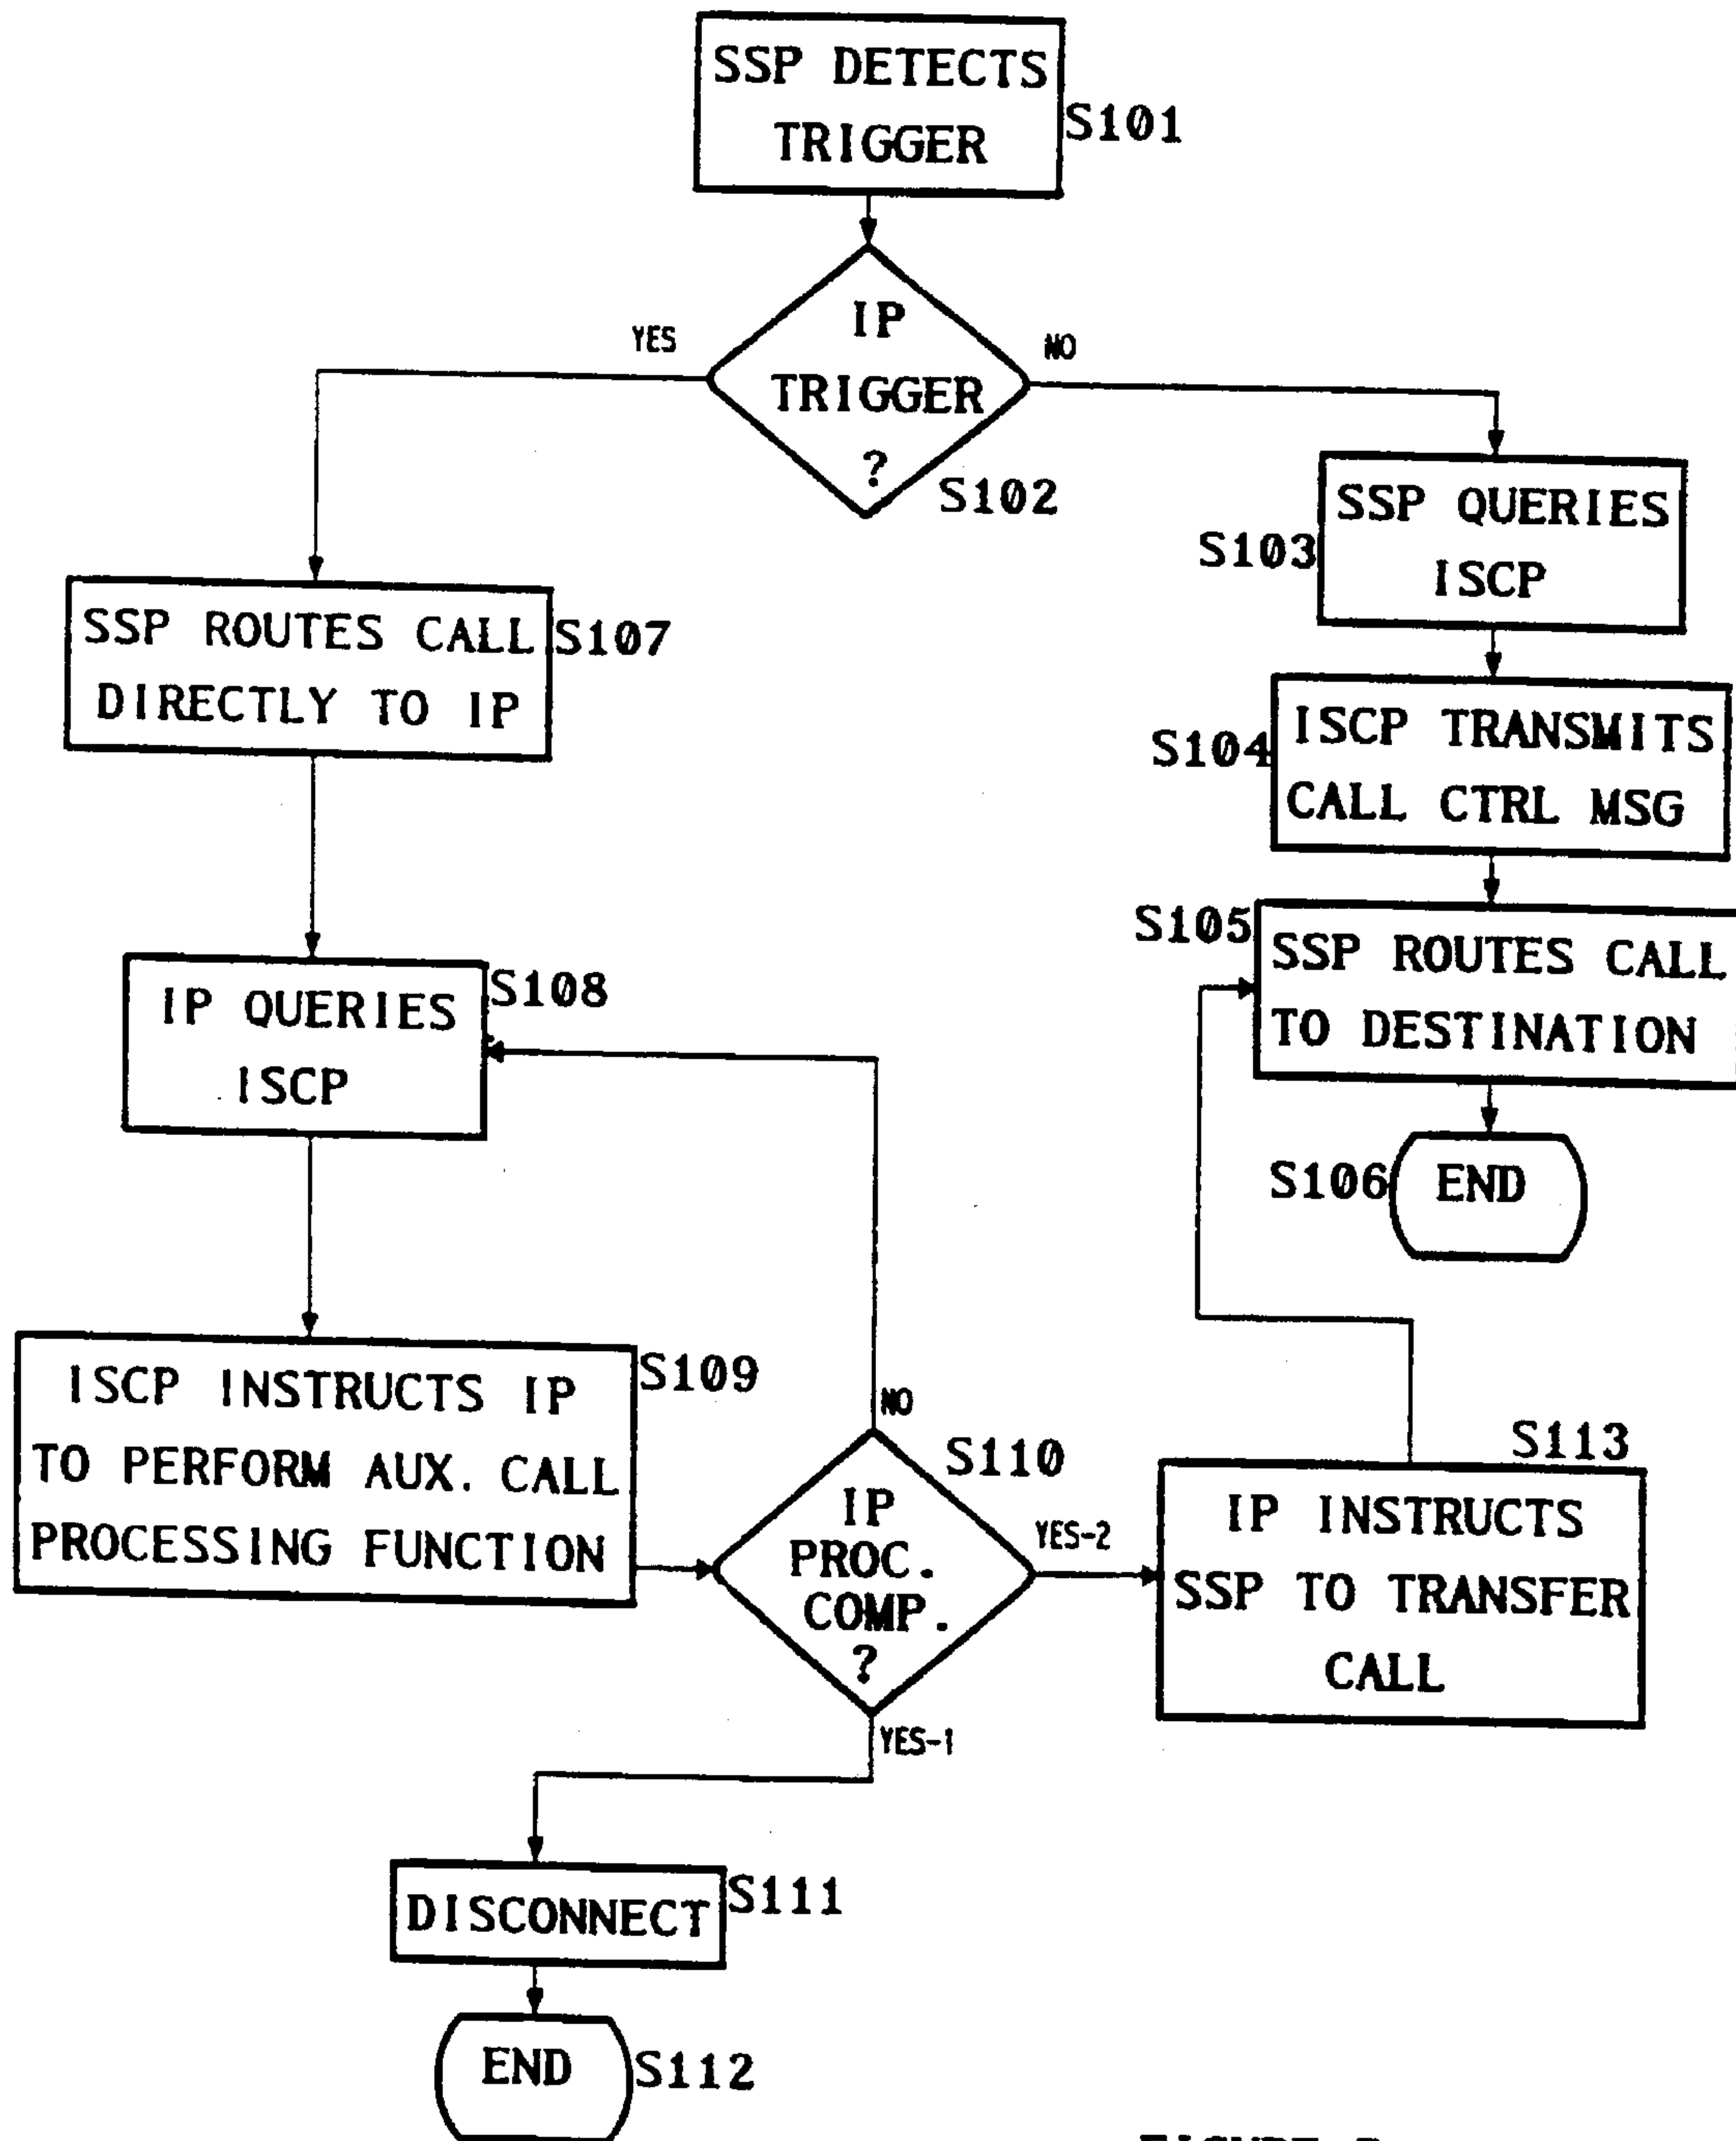 SSP DETECTS
TRIGGER
S101
IP
TRIGGER
?
S102
YES
NO
SSP QUERIES
ISCP
S103
ISCP TRANSMITS
CALL CTRL MSG
S104
SSP ROUTES CALL
TO DESTINATION
S105
END
S106
SSP ROUTES CALL
DIRECTLY TO IP
S107
IP QUERIES
ISCP
S108
ISCP INSTRUCTS IP
TO PERFORM AUX. CALL
PROCESSING FUNCTION
S109
NO
S110
IP
PROC.
COMP.
?
YES-2
YES-1
S113
IP INSTRUCTS
SSP TO TRANSFER
CALL
DISCONNECT
S111
END
S112